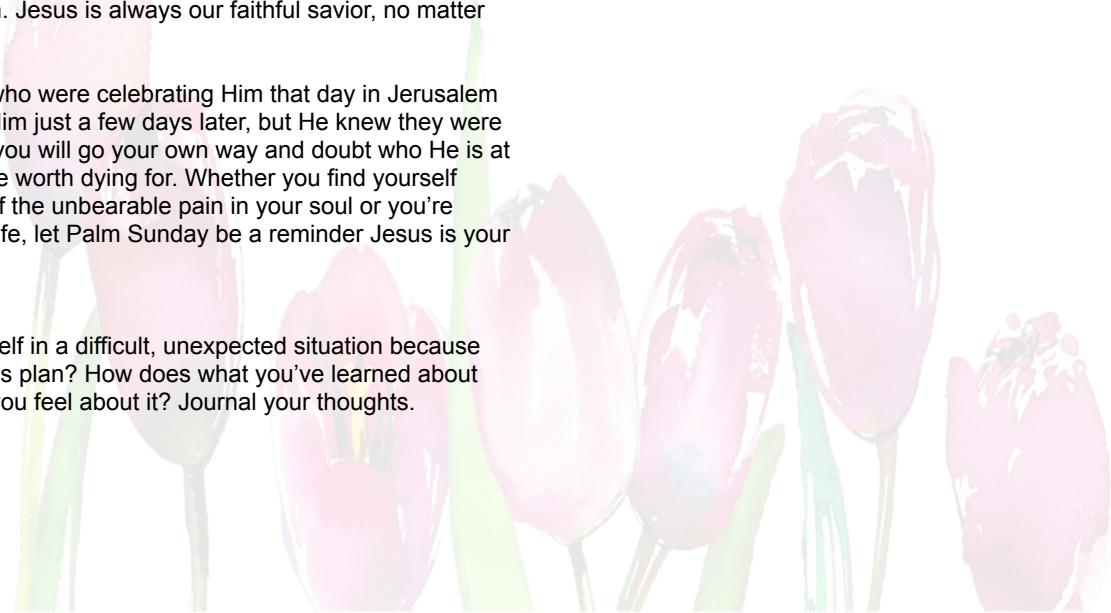 . Jesus is always our faithful savior, no matter
who were celebrating Him that day in Jerusalem
Him just a few days later, but He knew they were
you will go your own way and doubt who He is at
e worth dying for. Whether you find yourself
f the unbearable pain in your soul or you’re
fe, let Palm Sunday be a reminder Jesus is your
elf in a difficult, unexpected situation because
s plan? How does what you’ve learned about
you feel about it? Journal your thoughts.